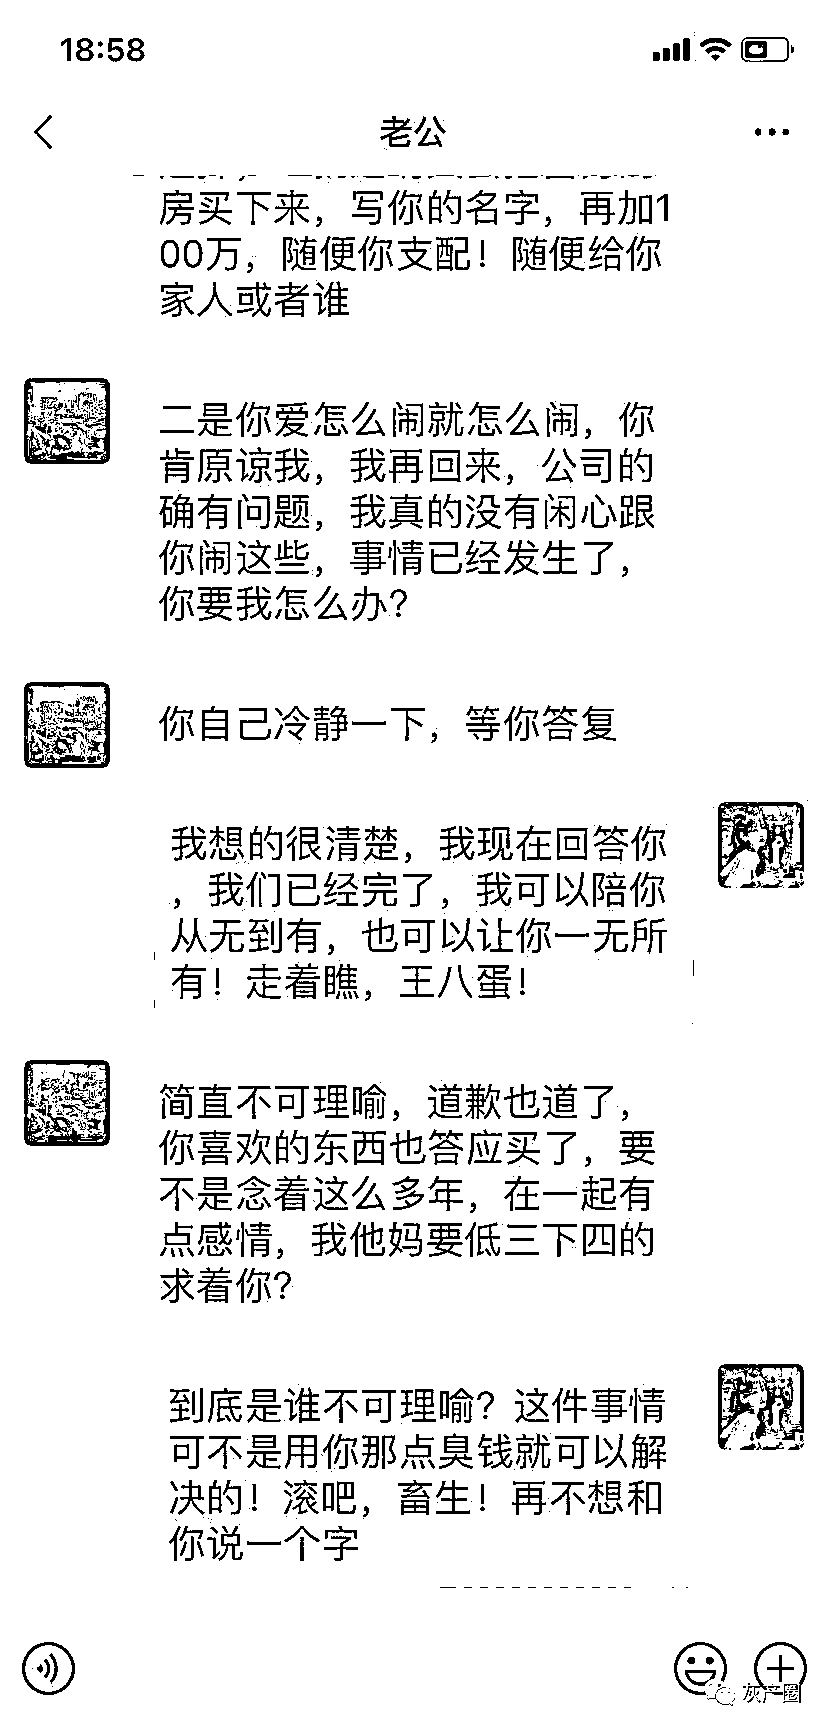 18:58
老公
房买下来，写你的名字，再加1
00万，随便你支配！随便给你
家人或者谁
二是你爱怎么闹就怎么闹，你
肯原谅我，我再回来，公司的
确有问题，我真的没有闲心跟
你闹这些，事情已经发生了，
你要我怎么办？
你自己冷静一下，等你答复
我想的很清楚，我现在回答你
，我们已经完了，我可以陪你
从无到有，也可以让你一无所
有！走着瞧，王八蛋！
简直不可理喻，道歉也道了，
你喜欢的东西也答应买了，要
不是念着这么多年，在一起有
点感情，我他妈要低三下四的
求着你？
到底是谁不可理喻？这件事情
可不是用你那点臭钱就可以解
决的！滚吧，畜生！再不想和
你说一个字
灰产圈